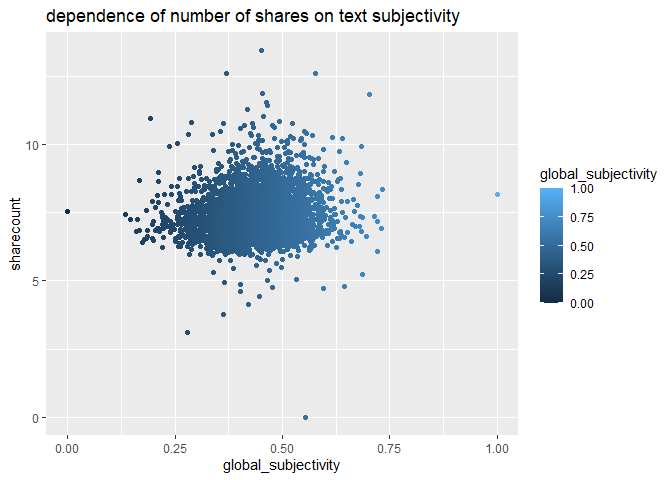 dependence of number of shares on text subjectivity
sharecount
10
5
0
0.00 0.25 0.50 0.75 1.00
global_subjectivity
global_subjectivity
1.00
0.75
0.50
0.25
0.00